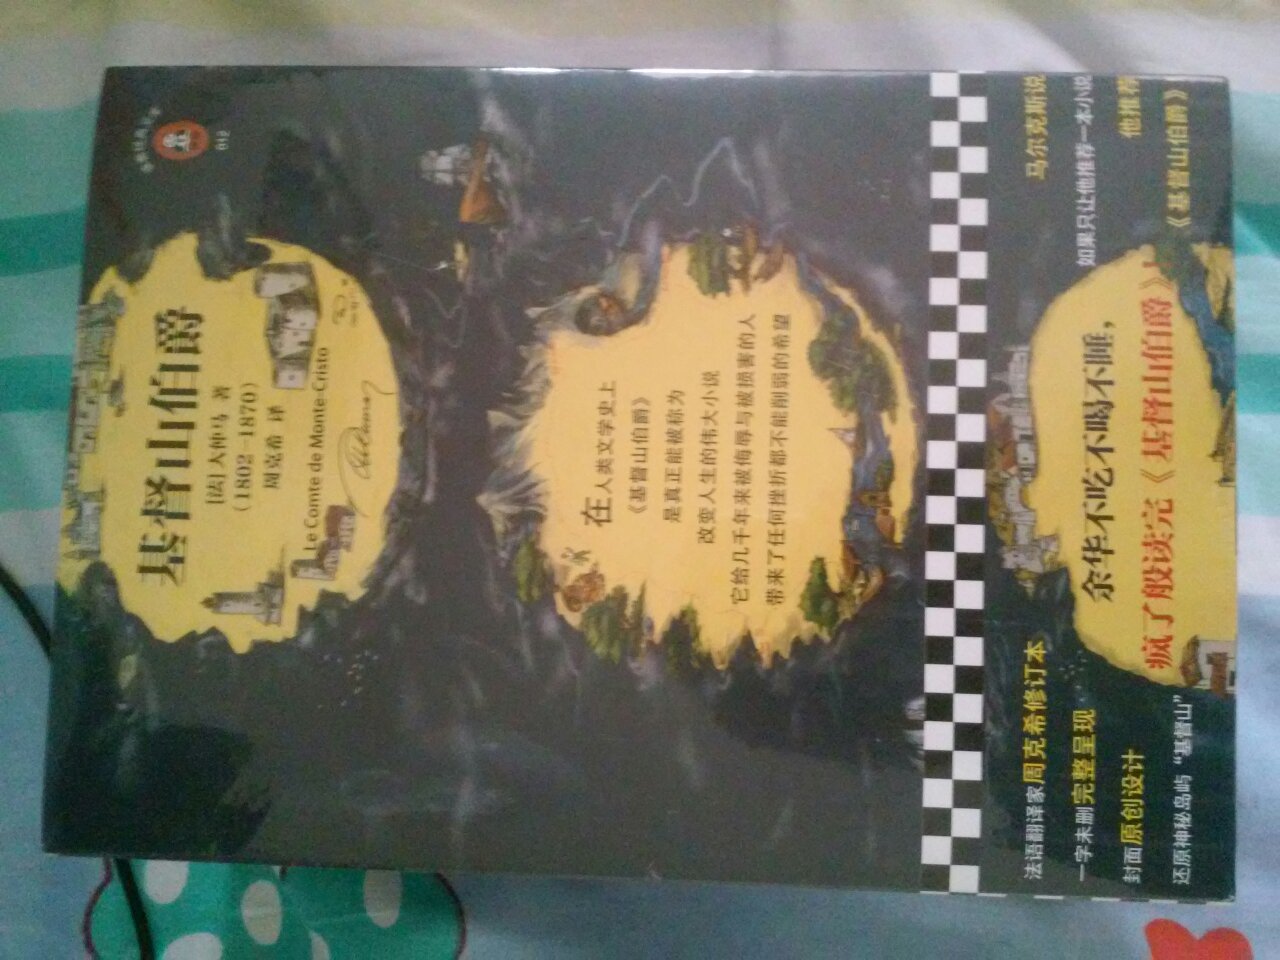 012
基督山伯爵
[法]大仲马 著
(1802-1870)
周克希 译
Le Comte de Monte-Cristo
在人类文学史上
《基督山伯爵》
是真正能被称为
改变人生的伟大小说
它给几千年来被侮辱与被损害的人
带来了任何挫折都不能削弱的希望
马尔克斯说
如果只让他推荐一本小说
他推荐
《基督山伯爵》
余华不吃不喝不睡，
疯了般读完《基督山伯爵》！
法语翻译家周克希修订本
一字未删完整呈现
封面原创设计
还原神秘岛屿“基督山”